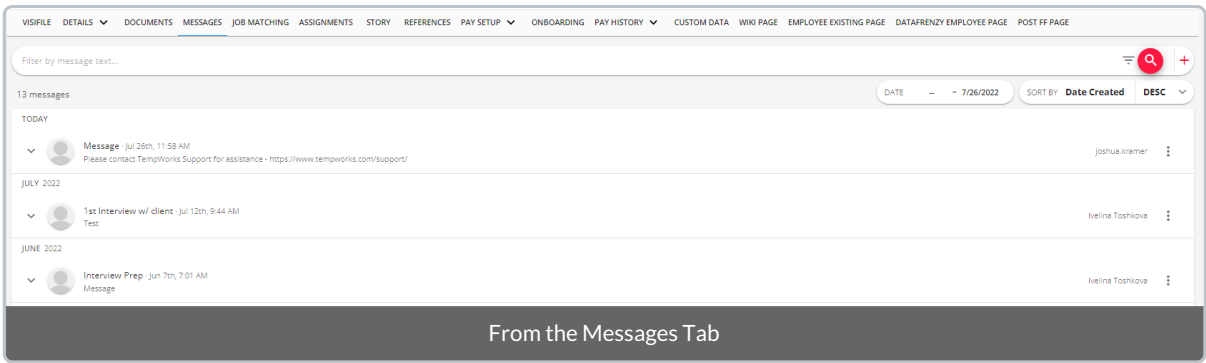 VISIFILE DETAILS DOCUMENTS MESSAGES JOB MATCHING ASSIGNMENTS STORY REFERENCES PAY SETUP ONBOARDING PAY HISTORY CUSTOM DATA WIKI PAGE EMPLOYEE EXISTING PAGE DATAFRENZY EMPLOYEE PAGE POST FF PAGE
Filter by message text...
13 messages DATE -- ~ 7/26/2022 SORT BY Date Created DESC
TODAY
Message · Jul 26th, 11:58 AM joshua.kramer
Please contact TempWorks Support for assistance - https://www.tempworks.com/support/
JULY 2022
1st Interview w/ client · Jul 12th, 9:44 AM Ivelina Toshkova
Test
JUNE 2022
Interview Prep · Jun 7th, 7:01 AM Ivelina Toshkova
Message
From the Messages Tab